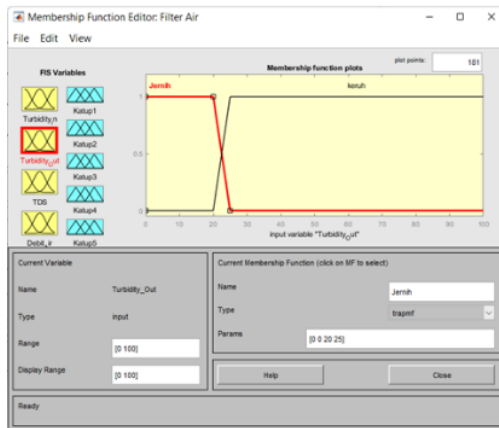 Membership Function Editor: Filter Air
File Edit View
FIS Variables
Turbidity_In
Turbidity_Out
TDS
Debit_air
Katup1
Katup2
Katup3
Katup4
Katup5
Membership function plots
plot points:
181
Jernih
keruh
1
0.5
0
0 10 20 30 40 50 60 70 80 90 100
input variable "Turbidity_Out"
Current Variable
Name Turbidity_Out
Type input
Range [0 100]
Display Range [0 100]
Current Membership Function (click on MF to select)
Name Jernih
Type trapmf
Params [0 0 20 25]
Help Close
Ready